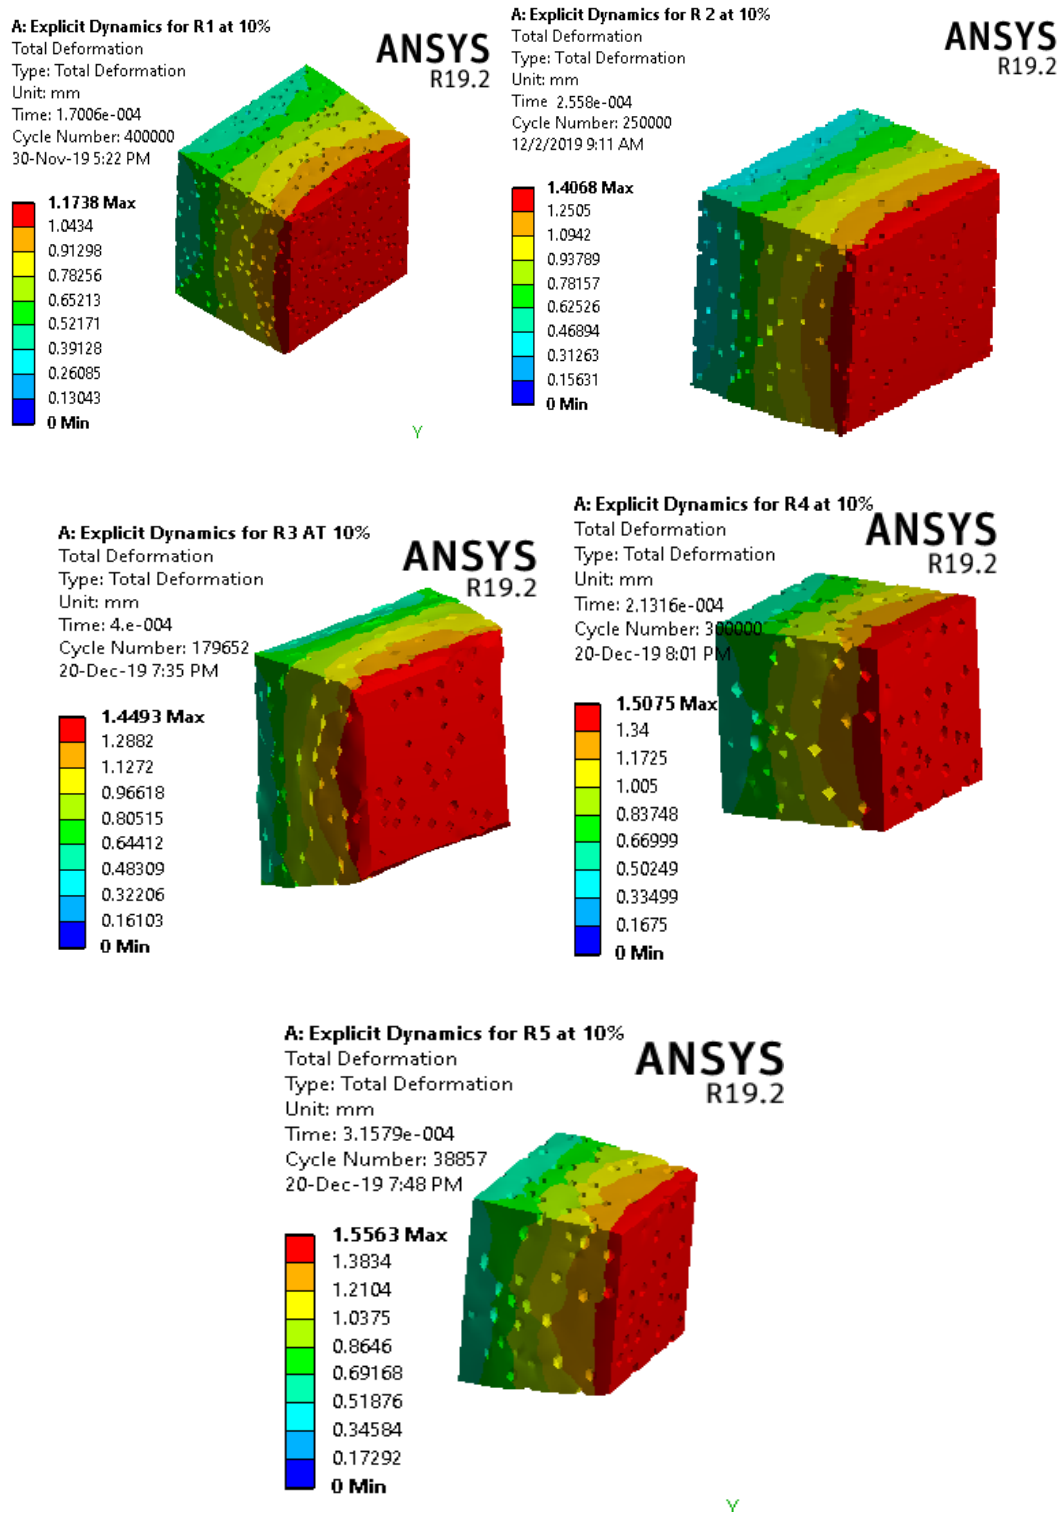 A: Explicit Dynamics for R1 at 10%
Total Deformation
Type: Total Deformation
Unit: mm
Time: 1.7006e-004
Cycle Number: 400000
30-Nov-19 5:22 PM
ANSYS
R19.2
1.1738 Max
1.0434
0.91298
0.78256
0.65213
0.52171
0.39128
0.26085
0.13043
0 Min
Y
A: Explicit Dynamics for R 2 at 10%
Total Deformation
Type: Total Deformation
Unit: mm
Time 2.558e-004
Cycle Number: 250000
12/2/2019 9:11 AM
ANSYS
R19.2
1.4068 Max
1.2505
1.0942
0.93789
0.78157
0.62526
0.46894
0.31263
0.15631
0 Min
A: Explicit Dynamics for R3 AT 10%
Total Deformation
Type: Total Deformation
Unit: mm
Time: 4.e-004
Cycle Number: 179652
20-Dec-19 7:35 PM
ANSYS
R19.2
1.4493 Max
1.2882
1.1272
0.96618
0.80515
0.64412
0.48309
0.32206
0.16103
0 Min
A: Explicit Dynamics for R4 at 10%
Total Deformation
Type: Total Deformation
Unit: mm
Time: 2.1316e-004
Cycle Number: 300000
20-Dec-19 8:01 PM
ANSYS
R19.2
1.5075 Max
1.34
1.1725
1.005
0.83748
0.66999
0.50249
0.33499
0.1675
0 Min
A: Explicit Dynamics for R5 at 10%
Total Deformation
Type: Total Deformation
Unit: mm
Time: 3.1579e-004
Cycle Number: 38857
20-Dec-19 7:48 PM
ANSYS
R19.2
1.5563 Max
1.3834
1.2104
1.0375
0.8646
0.69168
0.51876
0.34584
0.17292
0 Min
Y